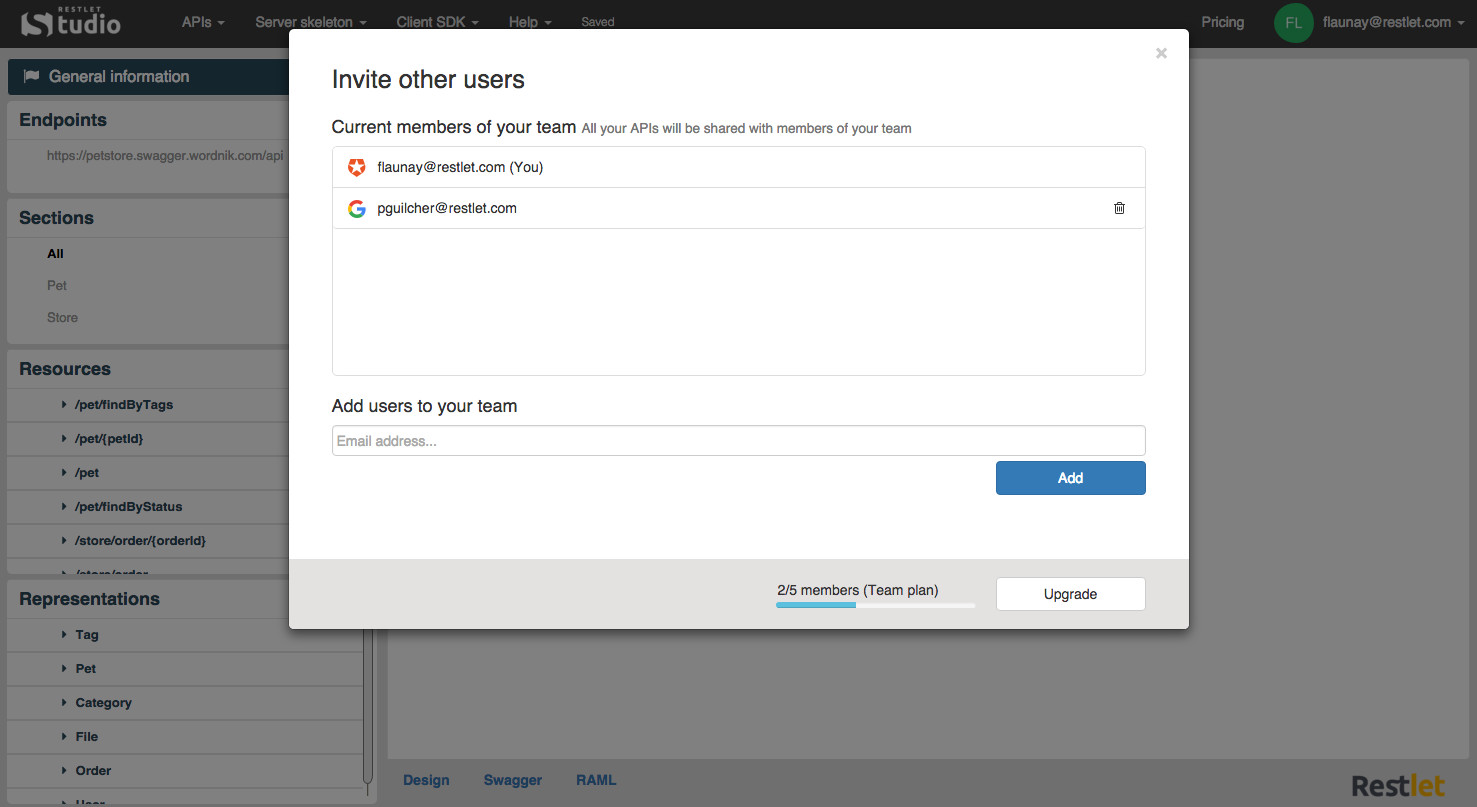 RESTLET
Studio
APIs
Server skeleton
Client SDK
Help
Saved
Pricing
FL
flaunay@restlet.com
General information
Endpoints
https://petstore.swagger.wordnik.com/api
Sections
All
Pet
Store
Resources
/pet/findByTags
/pet/{petId}
/pet
/pet/findByStatus
/store/order/{orderId}
/store/order
Representations
Tag
Pet
Category
File
Order
User
×
Invite other users
Current members of your team All your APIs will be shared with members of your team
flaunay@restlet.com (You)
pguilcher@restlet.com
Add users to your team
Email address...
Add
2/5 members (Team plan)
Upgrade
Design
Swagger
RAML
Restlet